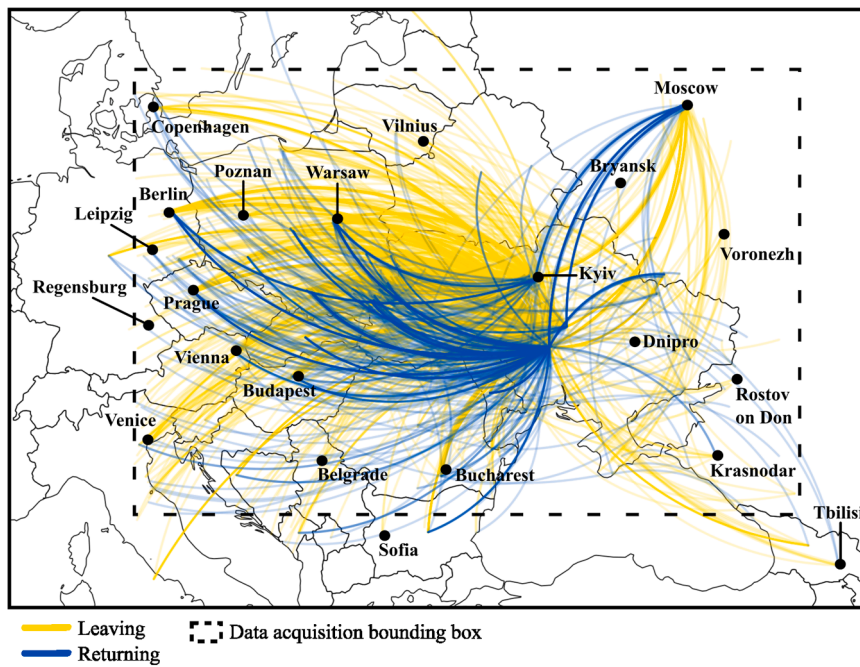 Moscow
Copenhagen
Vilnius
Bryansk
Poznan
Warsaw
Berlin
Leipzig
Voronezh
Kyiv
Regensburg
Prague
Dnipro
Vienna
Budapest
Rostov
on Don
Venice
Belgrade
Bucharest
Krasnodar
Tbilisi
Sofia
Leaving
Data acquisition bounding box
Returning